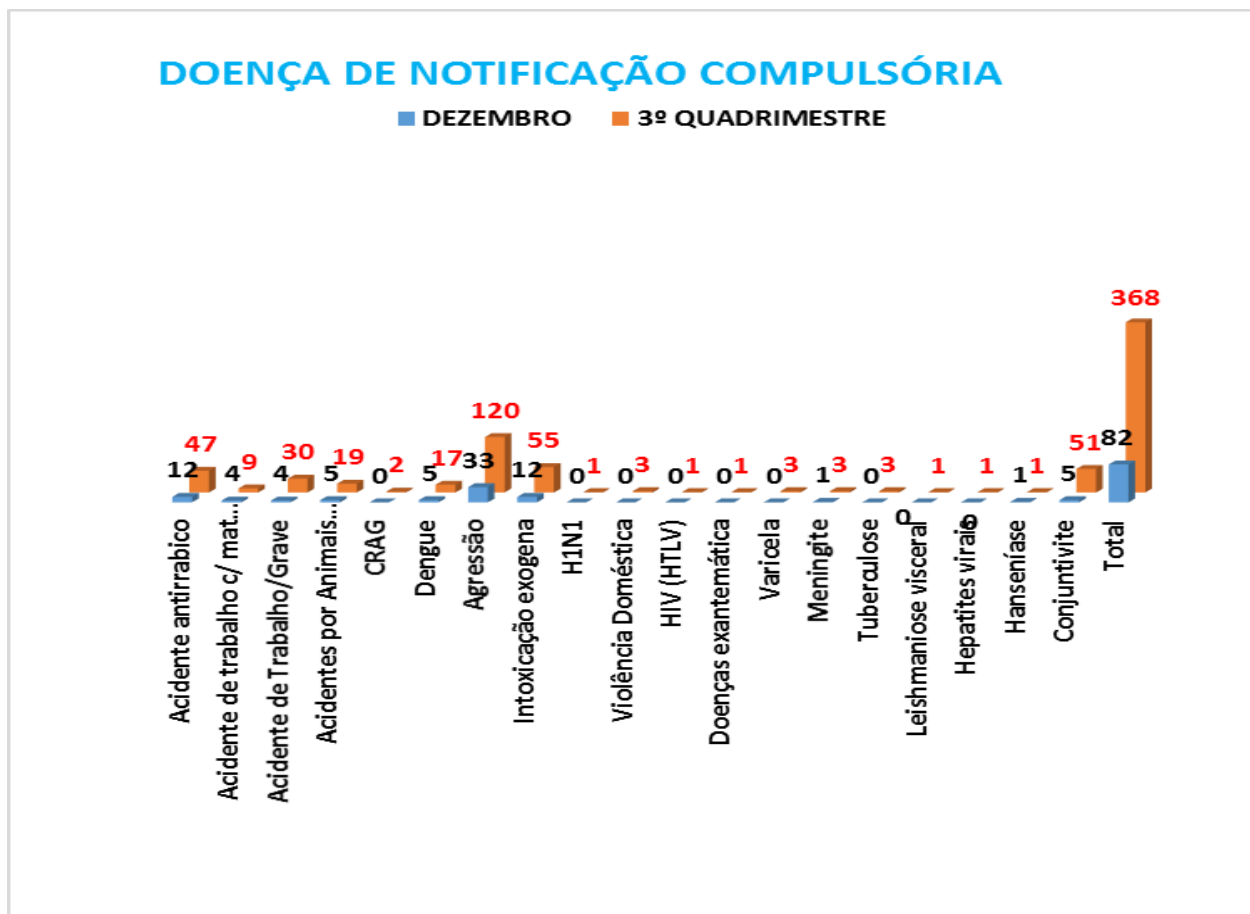 DOENÇA DE NOTIFICAÇÃO COMPULSÓRIA
DEZEMBRO 3º QUADRIMESTRE
368
120
82
47 55 51
12 4 9 4 30 5 19 0 2 5 17 33 12 0 1 0 3 0 1 0 1 0 3 1 3 0 3 1 1 1 1 5
0 0
Acidente antirrabico
Acidente de trabalho c/ mat...
Acidente de Trabalho/Grave
Acidentes por Animais...
CRAG
Dengue
Agressão
Intoxicação exogena
H1N1
Violência Doméstica
HIV (HTLV)
Doenças exantemática
Varicela
Meningite
Tuberculose
Leishmaniose visceral
Hepatites virais
Hanseníase
Conjuntivite
Total